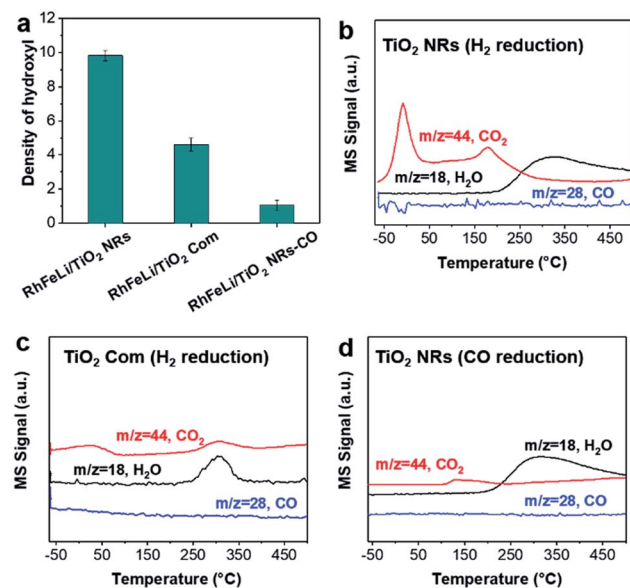 a
Density of hydroxyl
12
10
8
6
4
2
0
RhFeLi/TiO₂ NRs
RhFeLi/TiO₂ Com
RhFeLi/TiO₂ NRs-CO
b
TiO₂ NRs (H₂ reduction)
MS Signal (a.u.)
m/z=44, CO₂
m/z=18, H₂O
m/z=28, CO
-50 50 150 250 350 450
Temperature (°C)
c
TiO₂ Com (H₂ reduction)
MS Signal (a.u.)
m/z=44, CO₂
m/z=18, H₂O
m/z=28, CO
-50 50 150 250 350 450
Temperature (°C)
d
TiO₂ NRs (CO reduction)
MS Signal (a.u.)
m/z=18, H₂O
m/z=44, CO₂
m/z=28, CO
-50 50 150 250 350 450
Temperature (°C)